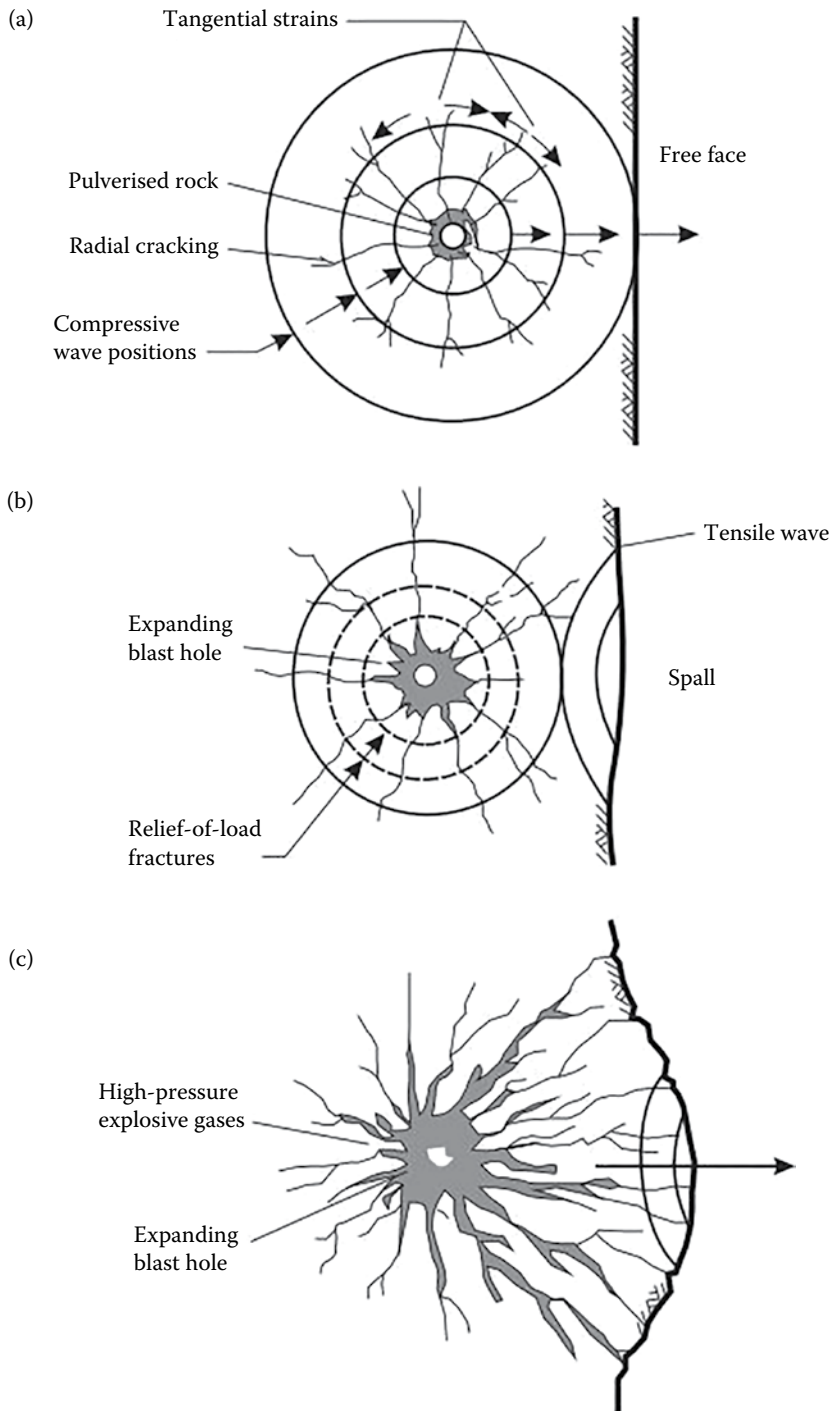 (a)
Tangential strains
Free face
Pulverised rock
Radial cracking
Compressive
wave positions
(b)
Tensile wave
Expanding
blast hole
Spall
Relief-of-load
fractures
(c)
High-pressure
explosive gases
Expanding
blast hole